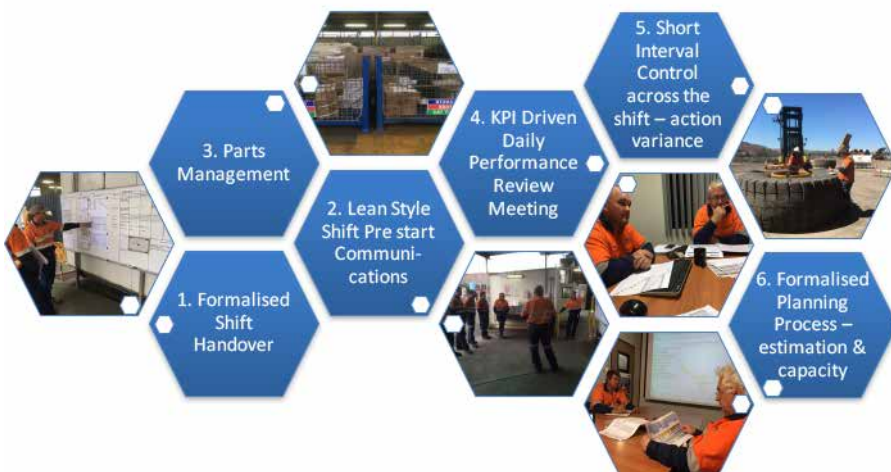 1. Formalised
Shift
Handover
2. Lean Style
Shift Pre start
Communi-
cations
3. Parts
Management
4. KPI Driven
Daily
Performance
Review
Meeting
5. Short
Interval
Control
across the
shift – action
variance
6. Formalised
Planning
Process –
estimation &
capacity